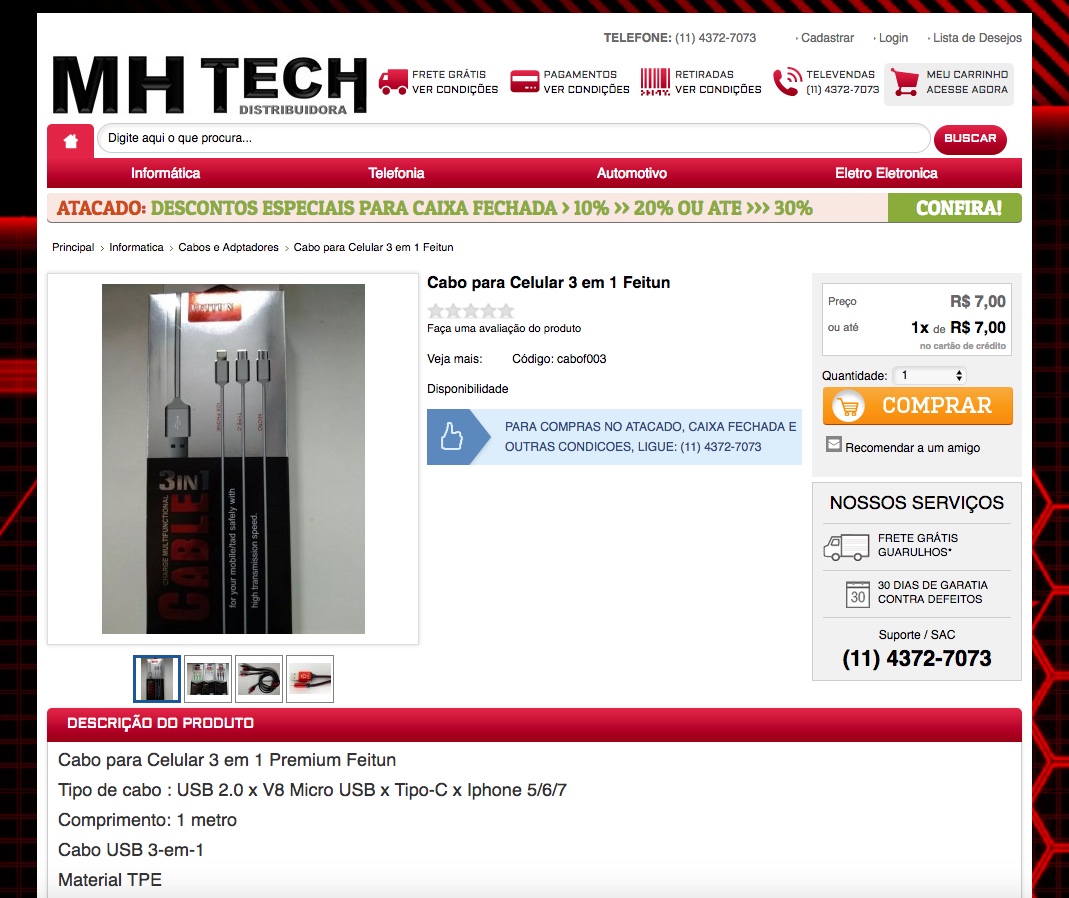 TELEFONE: (11) 4372-7073
Cadastrar
Login
Lista de Desejos
MH TECH
DISTRIBUIDORA
FRETE GRÁTIS
VER CONDIÇÕES
PAGAMENTOS
VER CONDIÇÕES
RETIRADAS
VER CONDIÇÕES
TELEVENDAS
(11) 4372-7073
MEU CARRINHO
ACESSE AGORA
Digite aqui o que procura...
BUSCAR
Informática
Telefonia
Automotivo
Eletro Eletronica
ATACADO: DESCONTOS ESPECIAIS PARA CAIXA FECHADA > 10% >> 20% OU ATE >>> 30%
CONFIRA!
Principal > Informatica > Cabos e Adptadores > Cabo para Celular 3 em 1 Feitun
3IN1
CABLE
CHARGE MULTIFUNCTIONAL
for your mobile/tad safely with
high transmission speed.
TYPE-C
MICRO
Cabo para Celular 3 em 1 Feitun
Faça uma avaliação do produto
Veja mais:
Código: cabof003
Disponibilidade
PARA COMPRAS NO ATACADO, CAIXA FECHADA E
OUTRAS CONDICOES, LIGUE: (11) 4372-7073
Preço R$ 7,00
ou até 1x de R$ 7,00
no cartão de crédito
Quantidade: 1
COMPRAR
Recomendar a um amigo
NOSSOS SERVIÇOS
FRETE GRÁTIS
GUARULHOS*
30
30 DIAS DE GARATIA
CONTRA DEFEITOS
Suporte / SAC
(11) 4372-7073
DESCRIÇÃO DO PRODUTO
Cabo para Celular 3 em 1 Premium Feitun
Tipo de cabo : USB 2.0 x V8 Micro USB x Tipo-C x Iphone 5/6/7
Comprimento: 1 metro
Cabo USB 3-em-1
Material TPE